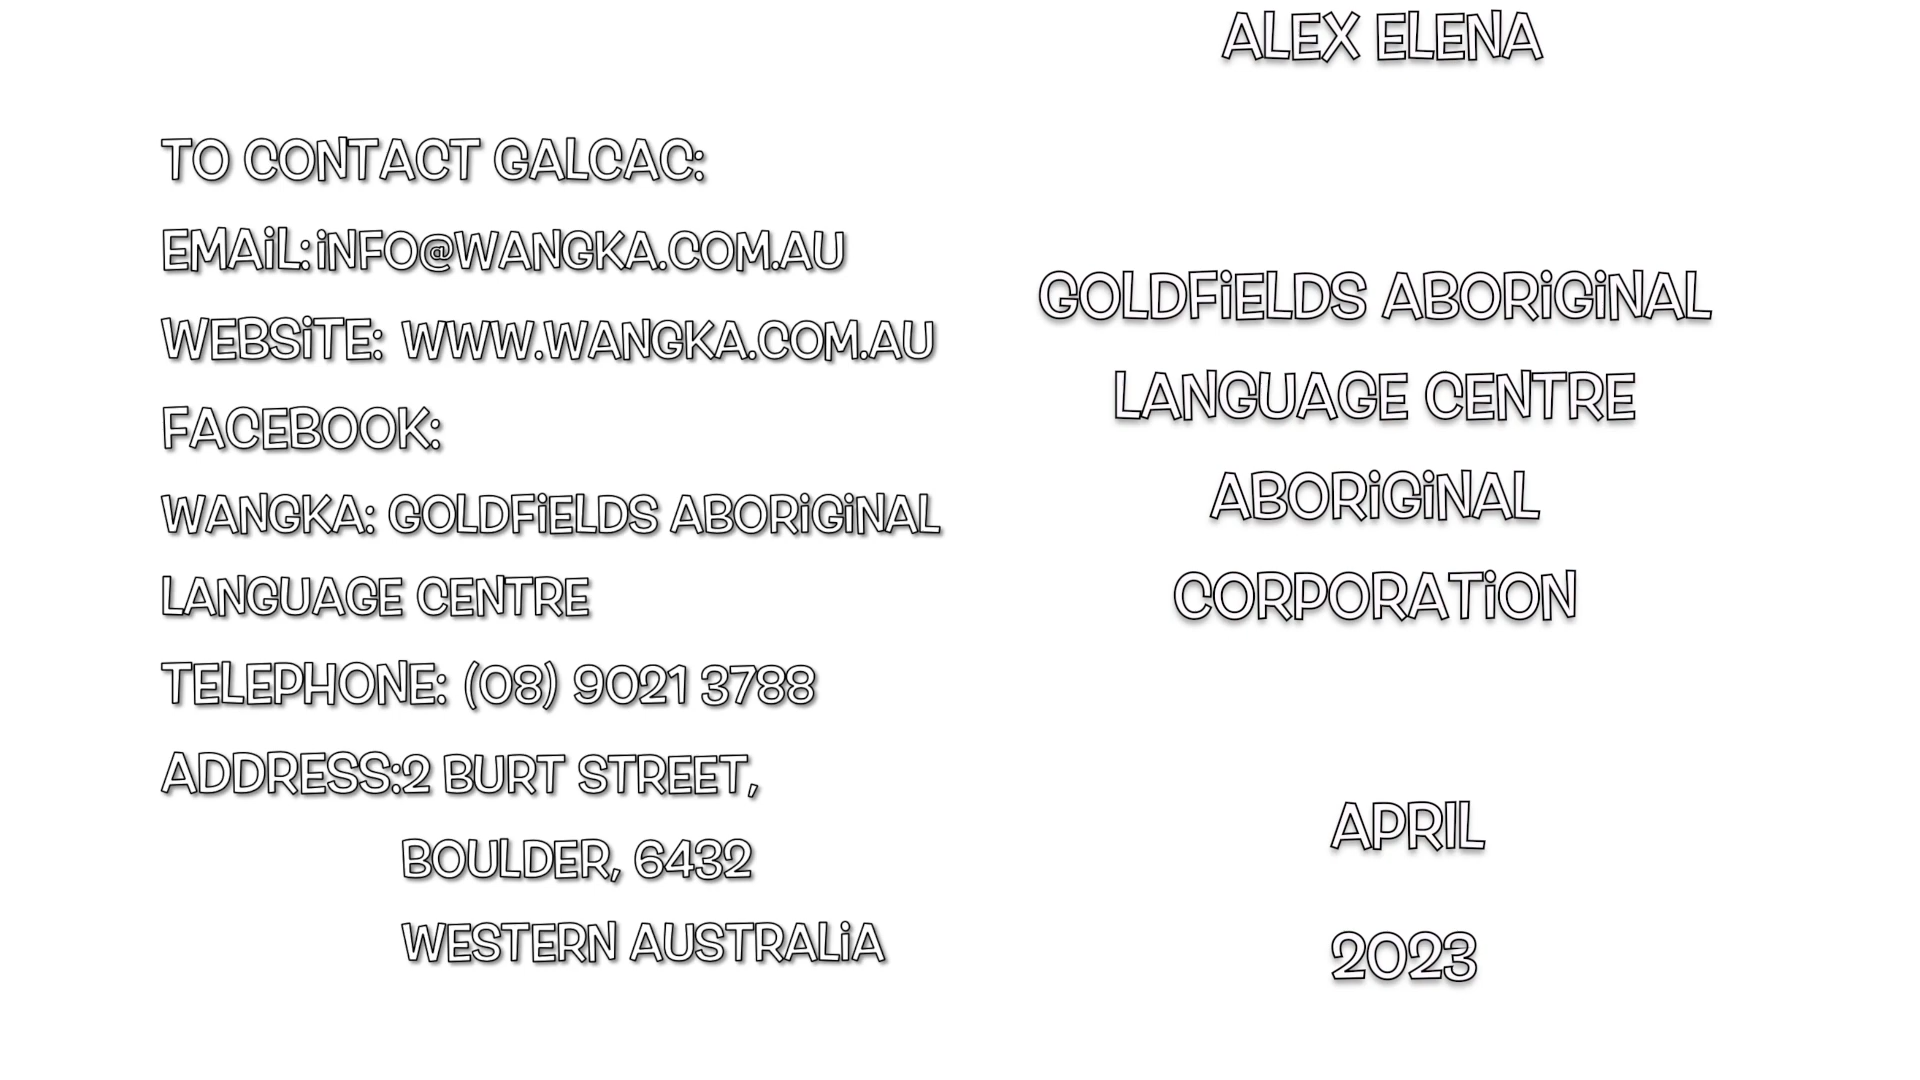 TO CONTACT GALCAC:
EMAiL: iNFO@WANGKA.COM.AU
WEBSiTE: WWW.WANGKA.COM.AU
FACEBOOK:
WANGKA: GOLDFiELDS ABORiGiNAL
LANGUAGE CENTRE
TELEPHONE: (08) 9021 3788
ADDRESS:2 BURT STREET,
BOULDER, 6432
WESTERN AUSTRALiA
ALEX ELENA
GOLDFiELDS ABORiGiNAL
LANGUAGE CENTRE
ABORiGiNAL
CORPORATiON
APRIL
2023